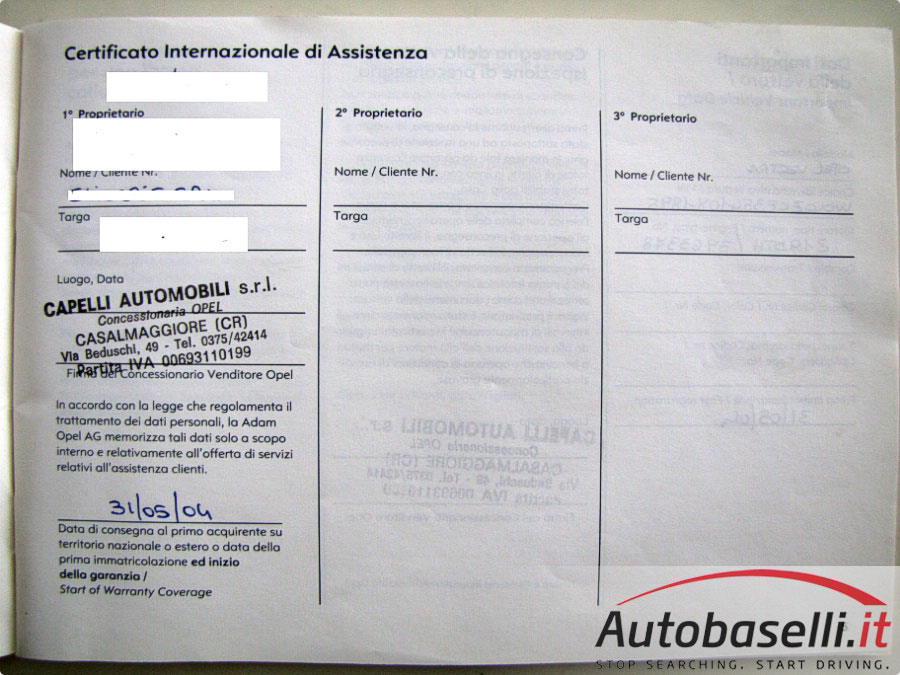 Certificato Internazionale di Assistenza
1° Proprietario
Nome / Cliente Nr.
Targa
Luogo, Data
CAPELLI AUTOMOBILI s.r.l.
Concessionaria OPEL
CASALMAGGIORE (CR)
Via Beduschi, 49 - Tel. 0375/42414
Partita IVA 00693110199
Firma del Concessionario Venditore Opel
In accordo con la legge che regolamenta il
trattamento dei dati personali, la Adam
Opel AG memorizza tali dati solo a scopo
interno e relativamente all'offerta di servizi
relativi all'assistenza clienti.
31/05/04
Data di consegna al primo acquirente su
territorio nazionale o estero o data della
prima immatricolazione ed inizio
della garanzia /
Start of Warranty Coverage
2° Proprietario
Nome / Cliente Nr.
Targa
3° Proprietario
Nome / Cliente Nr.
Targa
Autobaselli.it
STOP SEARCHING. START DRIVING.